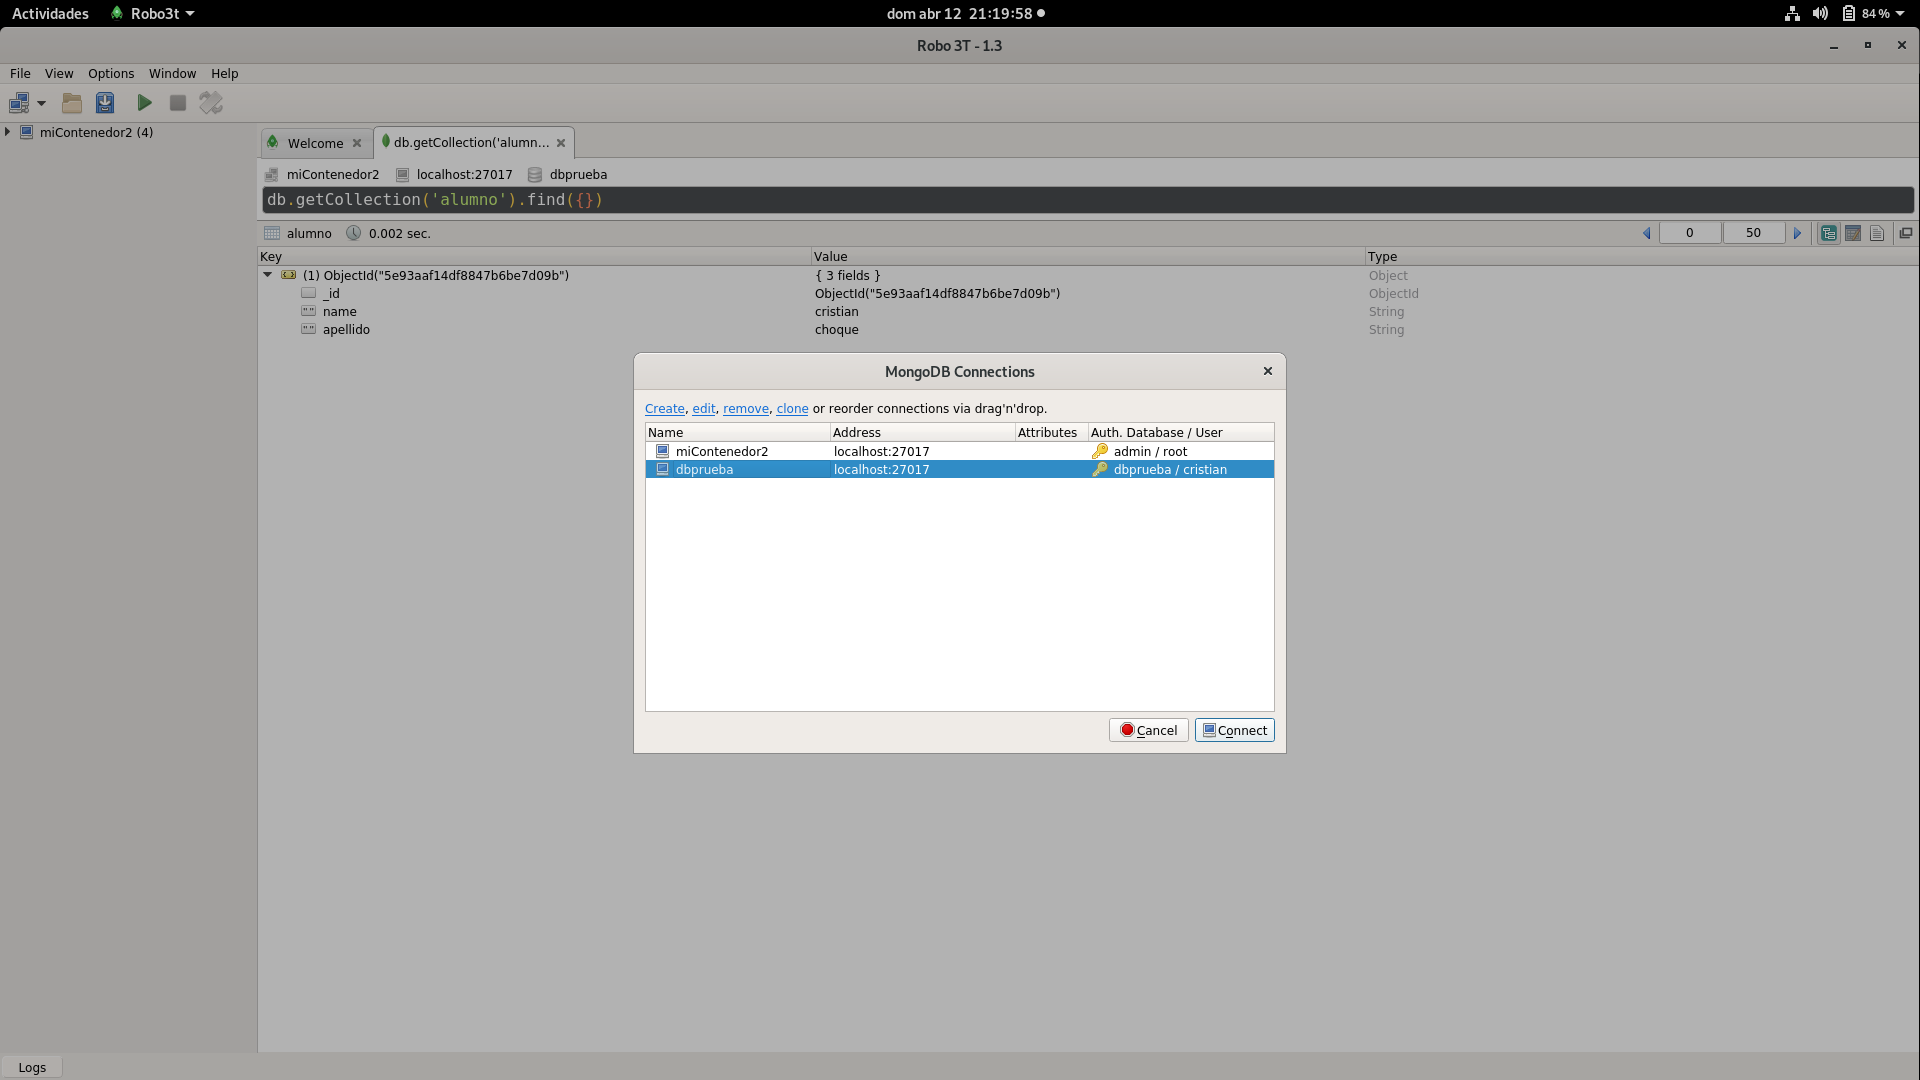 Actividades Robo3t dom abr 12 21:19:58 84 %
Robo 3T - 1.3
File View Options Window Help
miContenedor2 (4)
Welcome db.getCollection('alumn...
miContenedor2 localhost:27017 dbprueba
db.getCollection('alumno').find({})
alumno 0.002 sec. 0 50
Key Value Type
(1) ObjectId("5e93aaf14df8847b6be7d09b") { 3 fields } Object
_id ObjectId("5e93aaf14df8847b6be7d09b") ObjectId
name cristian String
apellido choque String
MongoDB Connections
Create, edit, remove, clone or reorder connections via drag'n'drop.
Name Address Attributes Auth. Database / User
miContenedor2 localhost:27017 admin / root
dbprueba localhost:27017 dbprueba / cristian
Cancel Connect
Logs